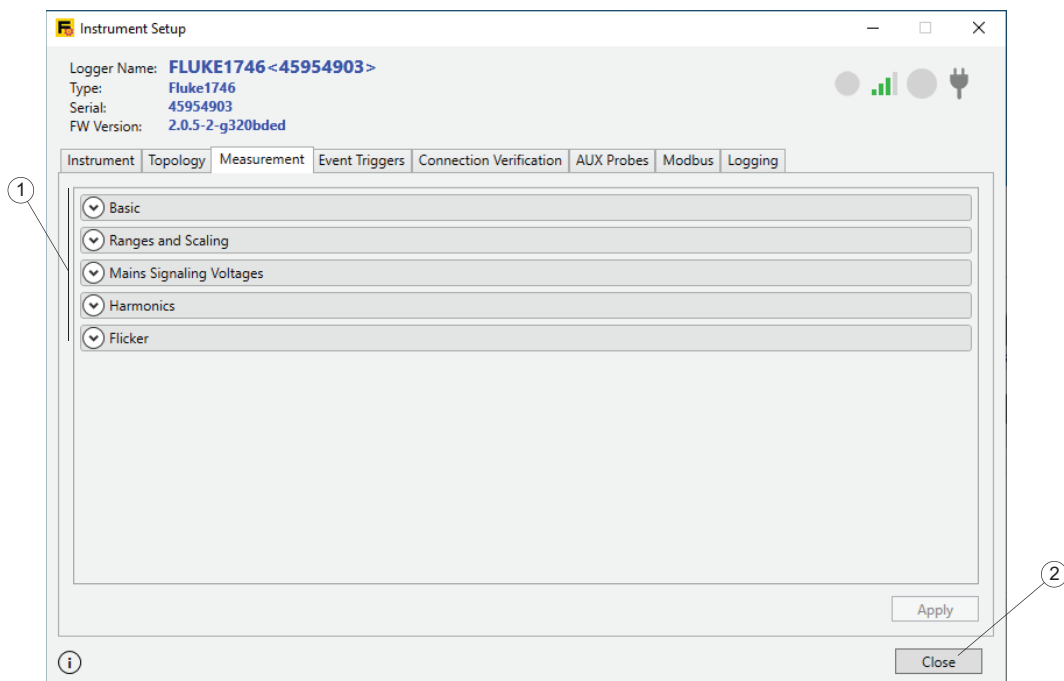 Instrument Setup
Logger Name: FLUKE1746<45954903>
Type: Fluke1746
Serial: 45954903
FW Version: 2.0.5-2-g320bded
Instrument Topology Measurement Event Triggers Connection Verification AUX Probes Modbus Logging
1
Basic
Ranges and Scaling
Mains Signaling Voltages
Harmonics
Flicker
2
Apply
Close